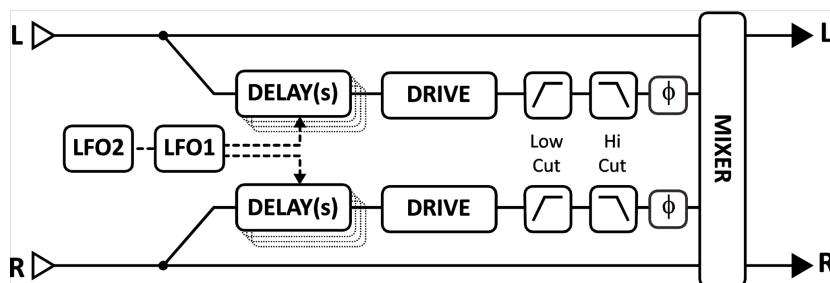 L
L
DELAY(s)
DRIVE
ϕ
LFO2
LFO1
Low
Cut
Hi
Cut
MIXER
DELAY(s)
DRIVE
ϕ
R
R